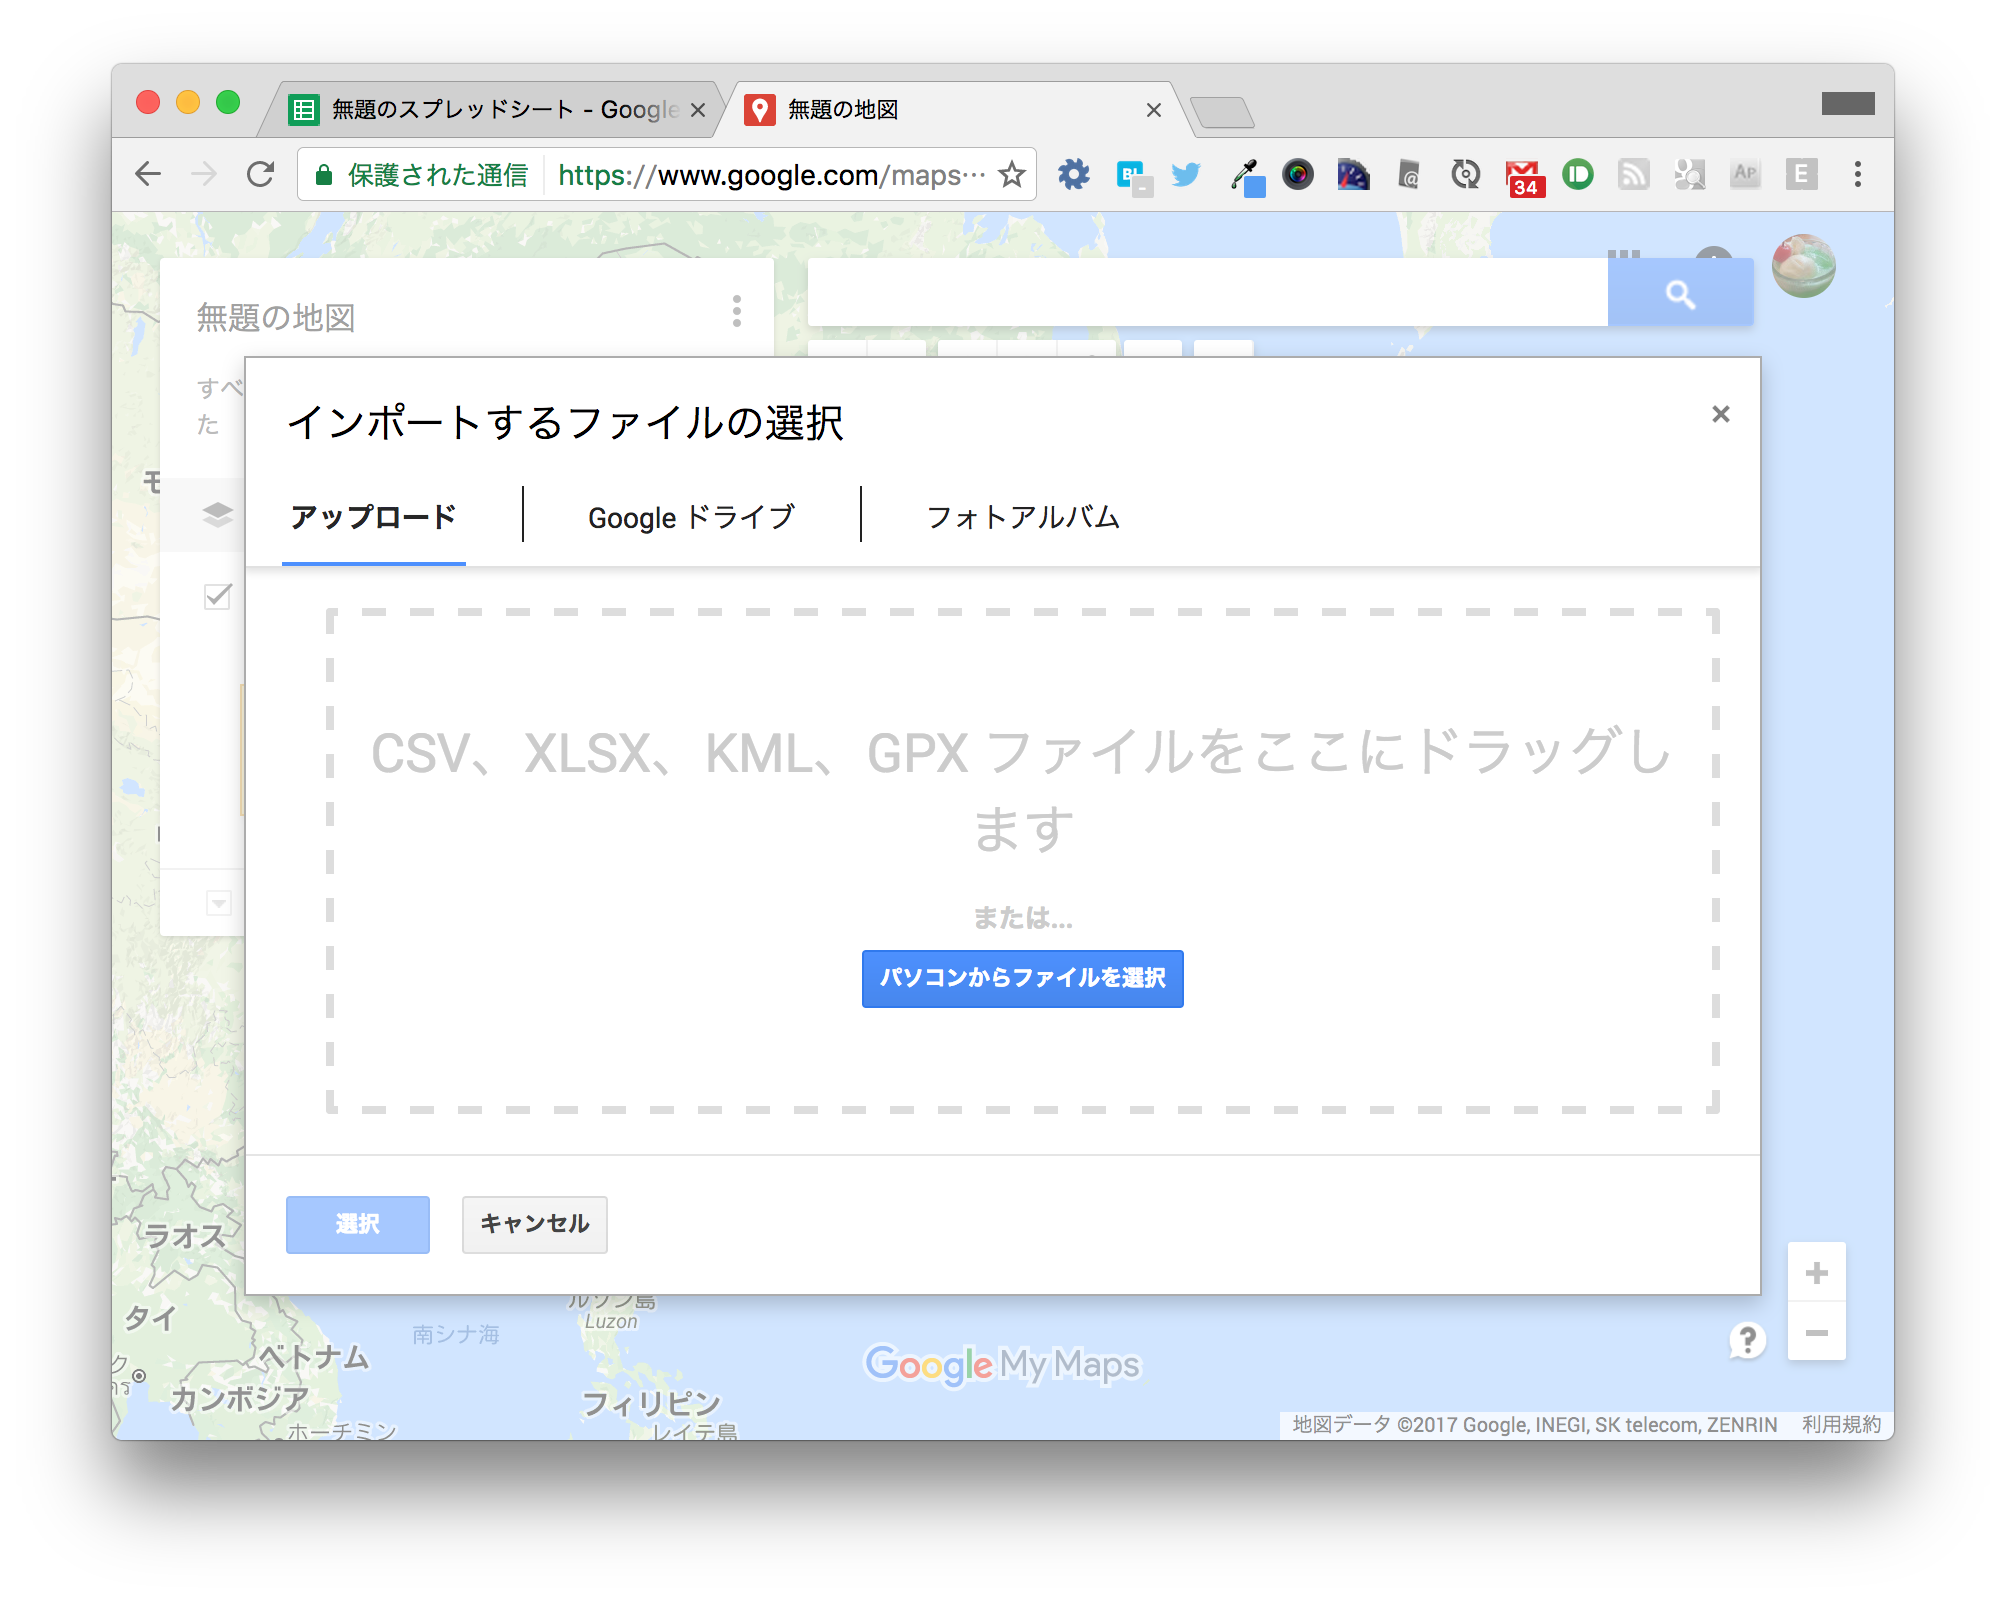 無題のスプレッドシート - Google
無題の地図
保護された通信
https://www.google.com/maps…
34
AP
E
無題の地図
すべ
た
インポートするファイルの選択
アップロード
Google ドライブ
フォトアルバム
CSV、XLSX、KML、GPX ファイルをここにドラッグし
ます
または...
パソコンからファイルを選択
選択
キャンセル
ラオス
タイ
ベトナム
カンボジア
ホーチミン
南シナ海
ルソン島
Luzon
フィリピン
レイテ島
Google My Maps
地図データ ©2017 Google, INEGI, SK telecom, ZENRIN
利用規約